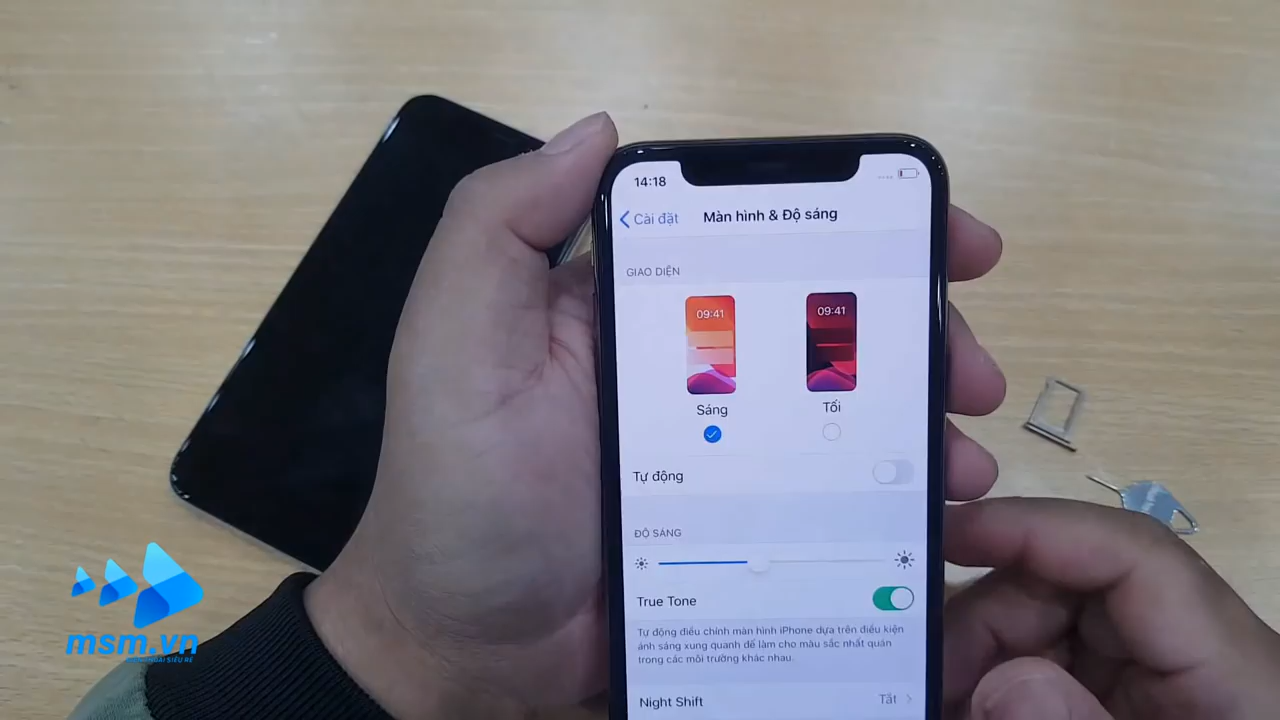 14:18
Cài đặt
Màn hình & Độ sáng
GIAO DIỆN
09:41
09:41
Sáng
Tối
Tự động
ĐỘ SÁNG
True Tone
Tự động điều chỉnh màn hình iPhone dựa trên điều kiện
ánh sáng xung quanh để làm cho màu sắc nhất quán
trong các môi trường khác nhau.
Night Shift
Tắt
msm.vn
SIÊU RẺ